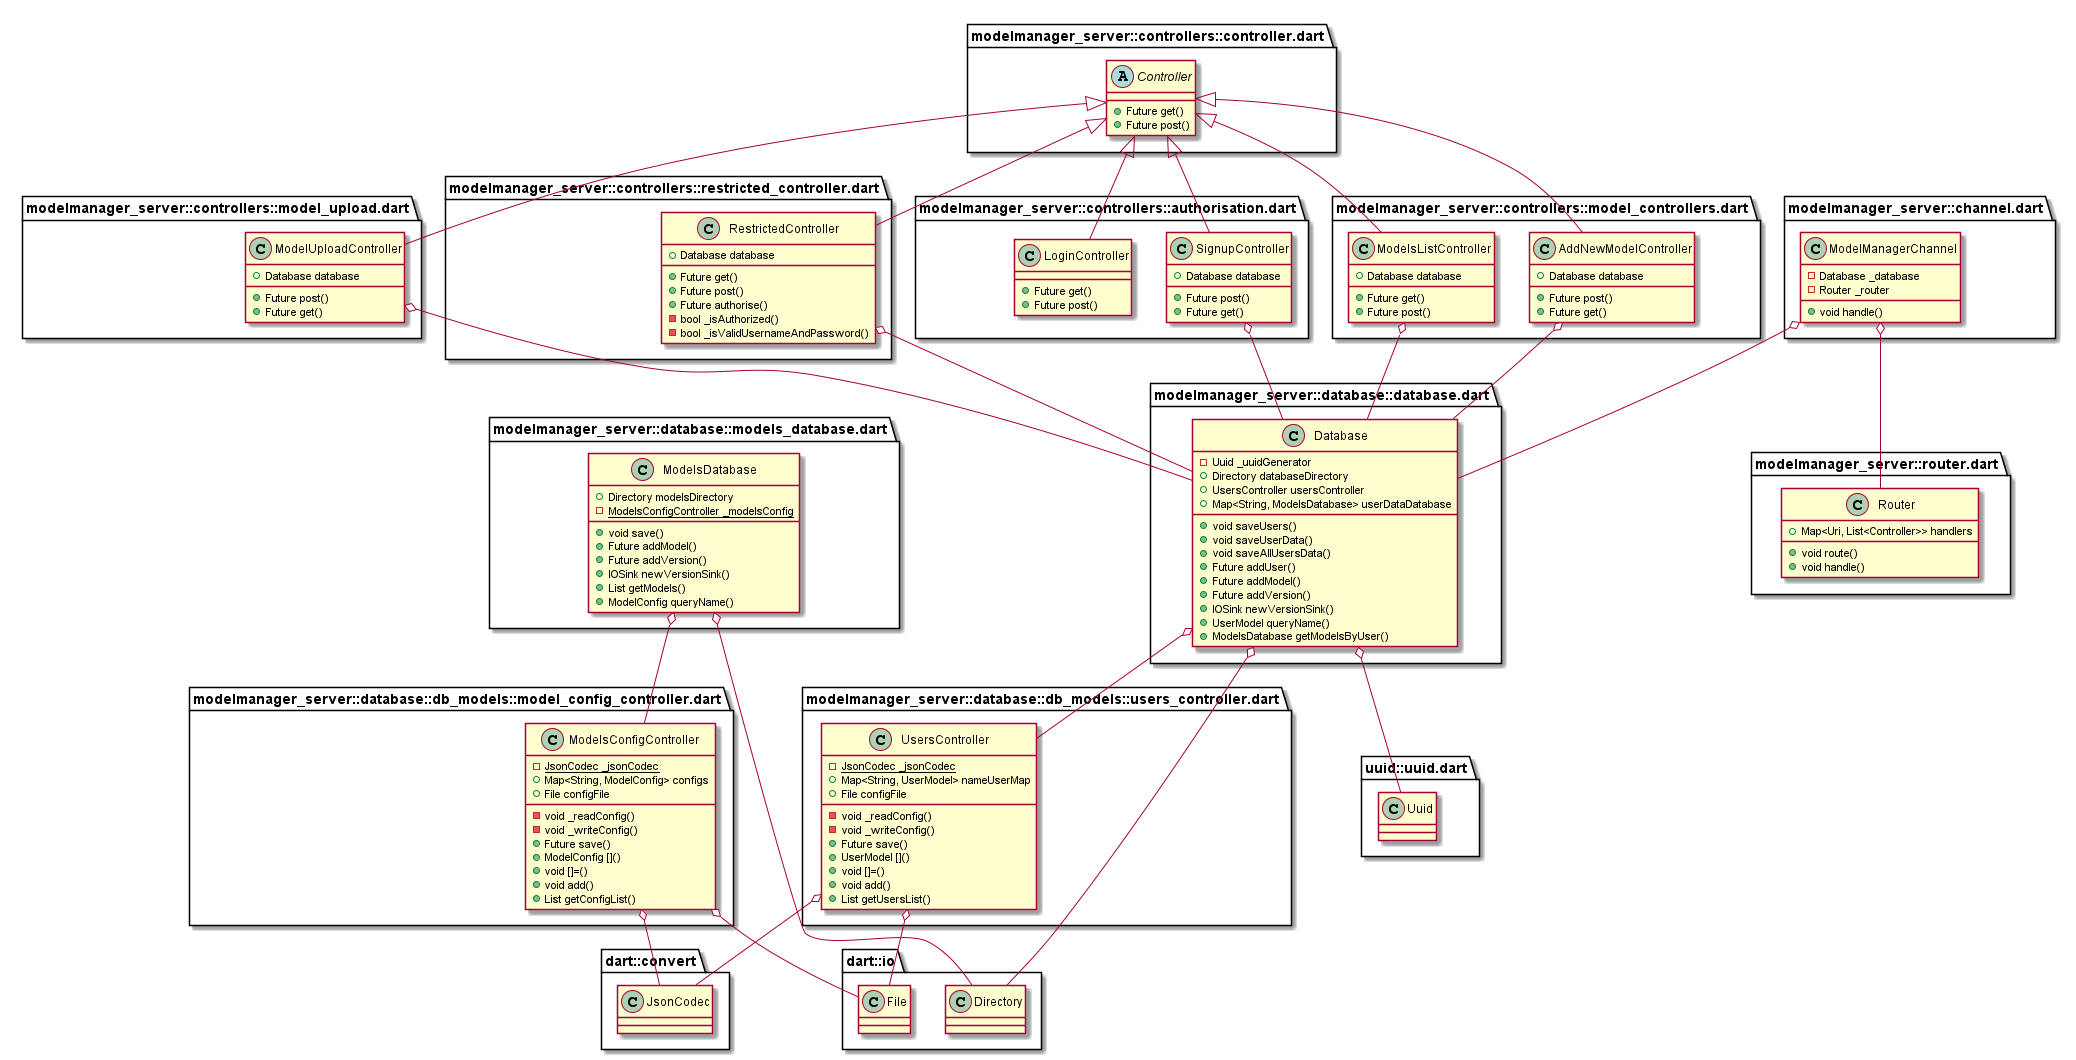 modelmanager_server::controllers::controller.dart
A Controller
Future get()
Future post()
modelmanager_server::controllers::model_upload.dart
C ModelUploadController
Database database
Future post()
Future get()
modelmanager_server::controllers::restricted_controller.dart
C RestrictedController
Database database
Future get()
Future post()
Future authorise()
bool _isAuthorized()
bool _isValidUsernameAndPassword()
modelmanager_server::controllers::authorisation.dart
C LoginController
Future get()
Future post()
C SignupController
Database database
Future post()
Future get()
modelmanager_server::controllers::model_controllers.dart
C ModelsListController
Database database
Future get()
Future post()
C AddNewModelController
Database database
Future post()
Future get()
modelmanager_server::channel.dart
C ModelManagerChannel
Database _database
Router _router
void handle()
modelmanager_server::database::database.dart
C Database
Uuid _uuidGenerator
Directory databaseDirectory
UsersController usersController
Map<String, ModelsDatabase> userDataDatabase
void saveUsers()
void saveUserData()
void saveAllUsersData()
Future addUser()
Future addModel()
Future addVersion()
IOSink newVersionSink()
UserModel queryName()
ModelsDatabase getModelsByUser()
modelmanager_server::database::models_database.dart
C ModelsDatabase
Directory modelsDirectory
ModelsConfigController _modelsConfig
void save()
Future addModel()
Future addVersion()
IOSink newVersionSink()
List getModels()
ModelConfig queryName()
modelmanager_server::router.dart
C Router
Map<Uri, List<Controller>> handlers
void route()
void handle()
modelmanager_server::database::db_models::model_config_controller.dart
C ModelsConfigController
JsonCodec _jsonCodec
Map<String, ModelConfig> configs
File configFile
void _readConfig()
void _writeConfig()
Future save()
ModelConfig []()
void []=()
void add()
List getConfigList()
modelmanager_server::database::db_models::users_controller.dart
C UsersController
JsonCodec _jsonCodec
Map<String, UserModel> nameUserMap
File configFile
void _readConfig()
void _writeConfig()
Future save()
UserModel []()
void []=()
void add()
List getUsersList()
uuid::uuid.dart
C Uuid
dart::convert
C JsonCodec
dart::io
C File
C Directory